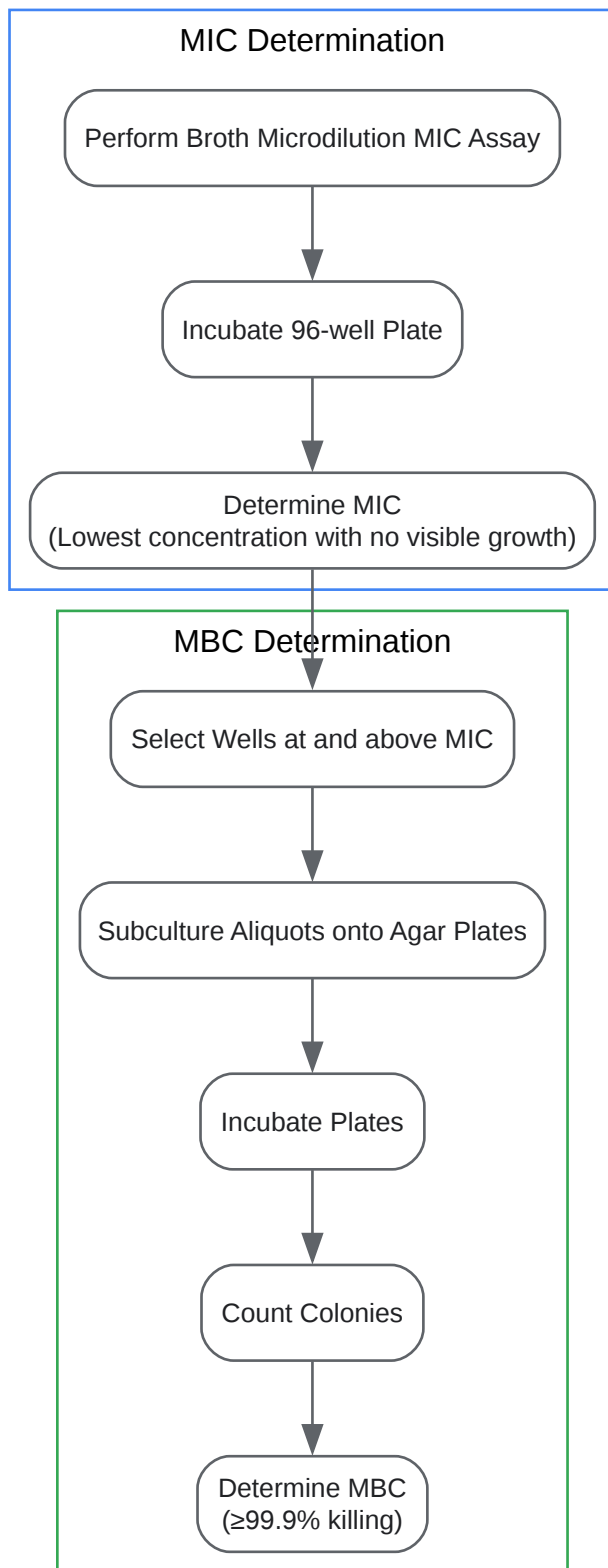 MIC Determination
Perform Broth Microdilution MIC Assay
Incubate 96-well Plate
Determine MIC
(Lowest concentration with no visible growth)
MBC Determination
Select Wells at and above MIC
Subculture Aliquots onto Agar Plates
Incubate Plates
Count Colonies
Determine MBC
(≥99.9% killing)